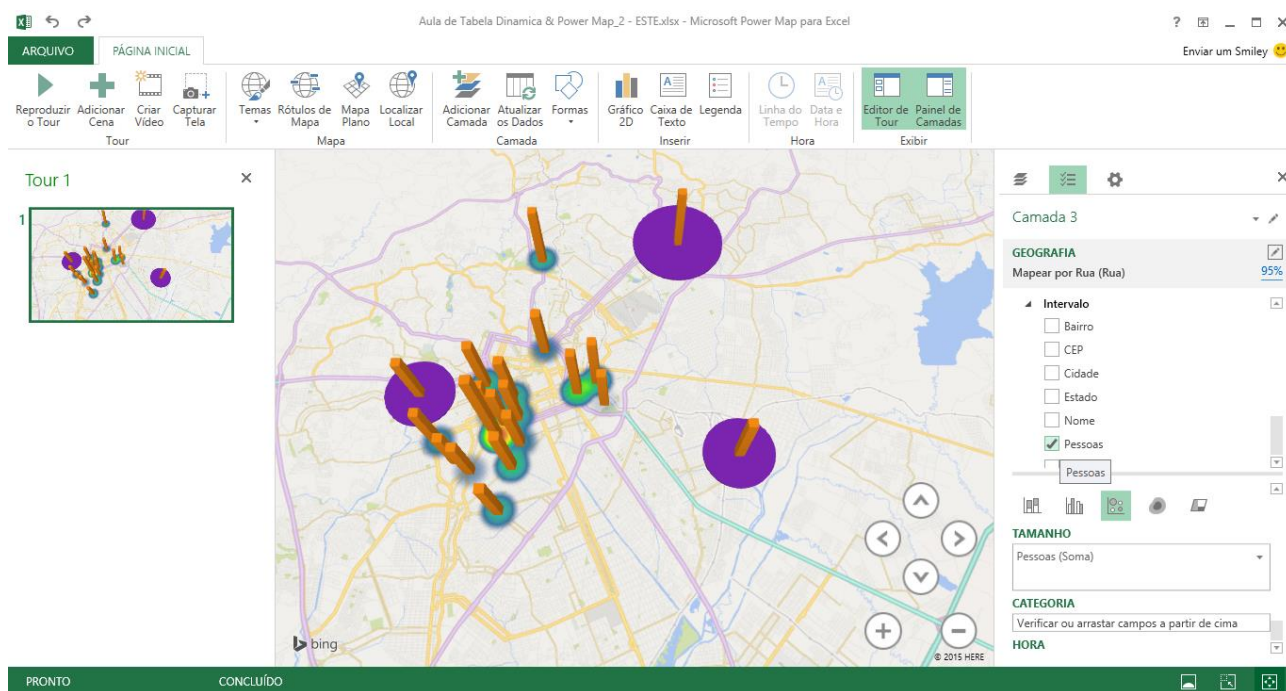 Aula de Tabela Dinamica & Power Map_2 - ESTE.xlsx - Microsoft Power Map para Excel
?
ARQUIVO
PÁGINA INICIAL
Enviar um Smiley
Reproduzir o Tour
Adicionar Cena
Criar Vídeo
Capturar Tela
Temas
Rótulos de Mapa
Mapa Plano
Localizar Local
Adicionar Camada
Atualizar os Dados
Formas
Gráfico 2D
Caixa de Texto
Legenda
Linha do Tempo
Data e Hora
Editor de Tour
Painel de Camadas
Tour
Mapa
Camada
Inserir
Hora
Exibir
Tour 1
1
bing
© 2015 HERE
Camada 3
GEOGRAFIA
Mapear por Rua (Rua)
95%
Intervalo
Bairro
CEP
Cidade
Estado
Nome
Pessoas
Pessoas
TAMANHO
Pessoas (Soma)
CATEGORIA
Verificar ou arrastar campos a partir de cima
HORA
PRONTO
CONCLUÍDO